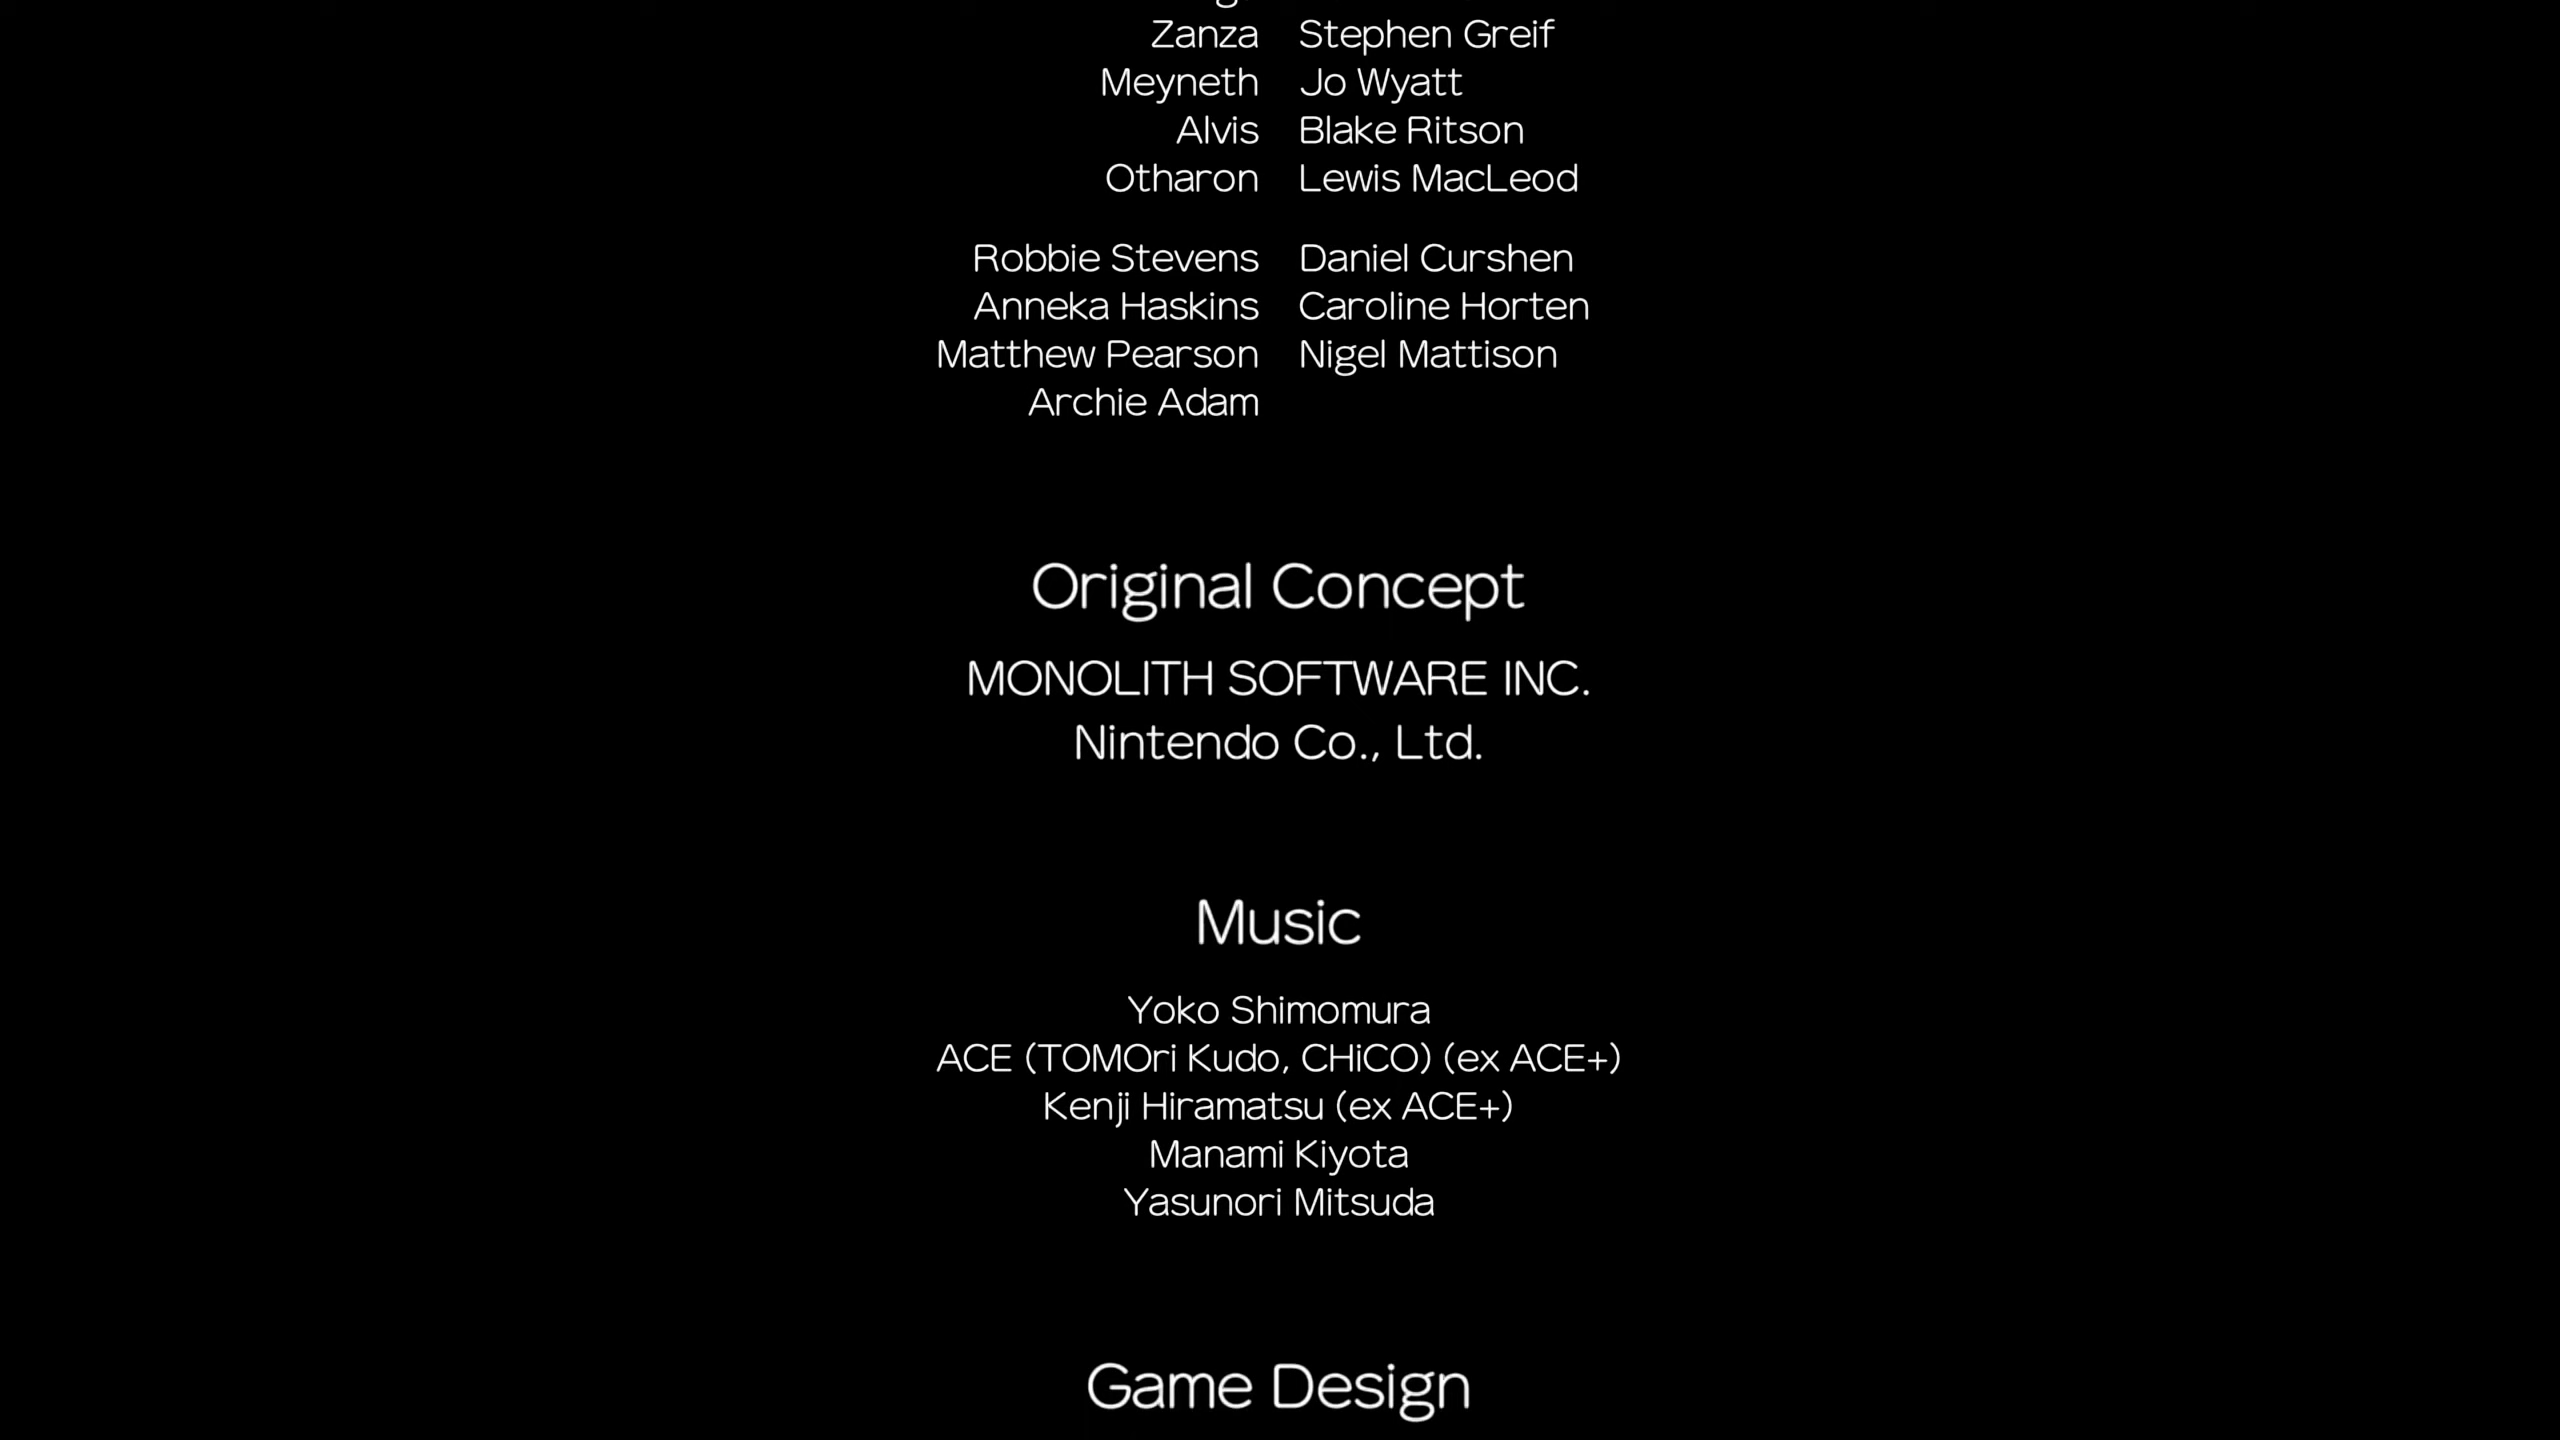 Zanza Stephen Greif
Meyneth Jo Wyatt
Alvis Blake Ritson
Otharon Lewis MacLeod
Robbie Stevens Daniel Curshen
Anneka Haskins Caroline Horten
Matthew Pearson Nigel Mattison
Archie Adam
Original Concept
MONOLITH SOFTWARE INC.
Nintendo Co., Ltd.
Music
Yoko Shimomura
ACE (TOMOri Kudo, CHiCO) (ex ACE+)
Kenji Hiramatsu (ex ACE+)
Manami Kiyota
Yasunori Mitsuda
Game Design